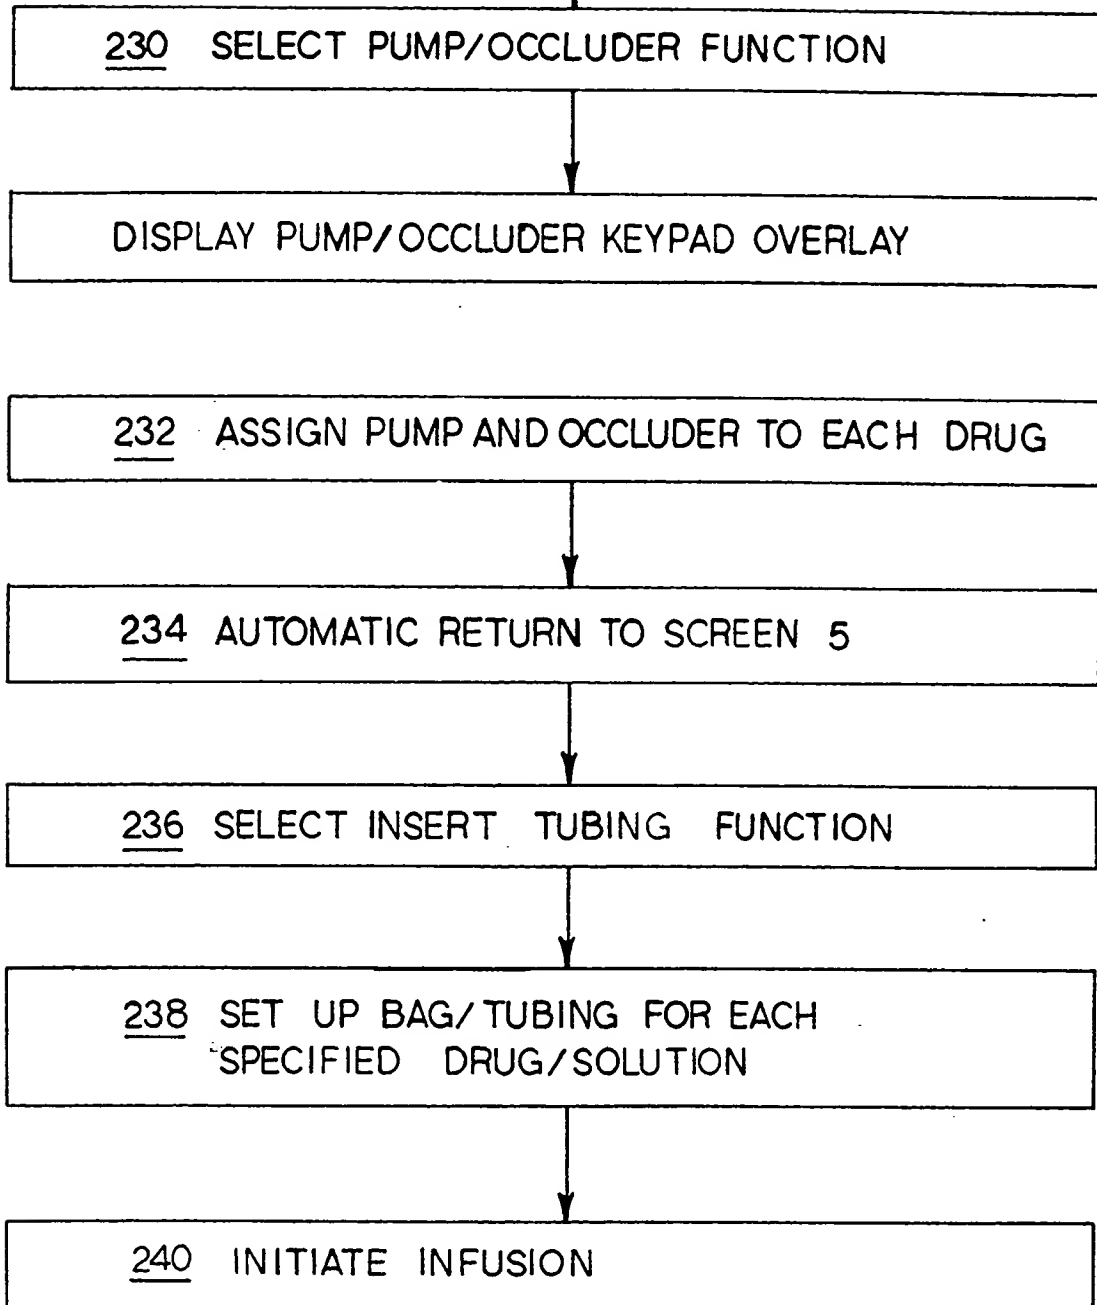 230 SELECT PUMP/OCCLUDER FUNCTION
DISPLAY PUMP/OCCLUDER KEYPAD OVERLAY
232 ASSIGN PUMP AND OCCLUDER TO EACH DRUG
234 AUTOMATIC RETURN TO SCREEN 5
236 SELECT INSERT TUBING FUNCTION
238 SET UP BAG/TUBING FOR EACH
SPECIFIED DRUG/SOLUTION
240 INITIATE INFUSION